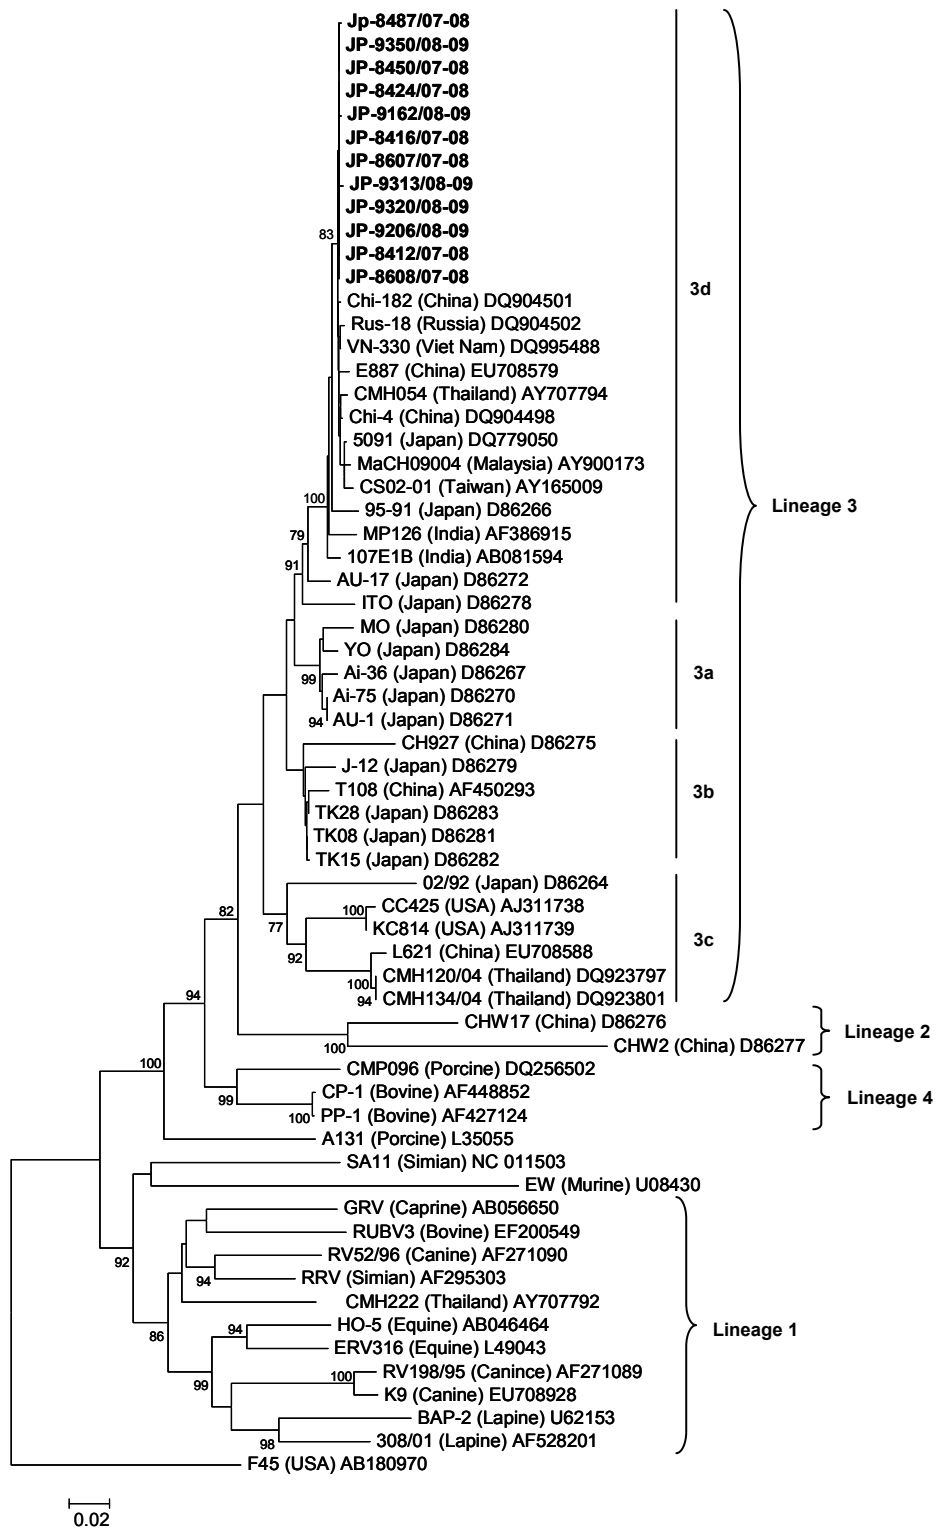 Jp-8487/07-08
JP-9350/08-09
JP-8450/07-08
JP-8424/07-08
JP-9162/08-09
JP-8416/07-08
JP-8607/07-08
JP-9313/08-09
JP-9320/08-09
83
JP-9206/08-09
JP-8412/07-08
JP-8608/07-08
3d
Chi-182 (China) DQ904501
Rus-18 (Russia) DQ904502
VN-330 (Viet Nam) DQ995488
E887 (China) EU708579
CMH054 (Thailand) AY707794
Chi-4 (China) DQ904498
5091 (Japan) DQ779050
MaCH09004 (Malaysia) AY900173
CS02-01 (Taiwan) AY165009
100
95-91 (Japan) D86266
Lineage 3
79
MP126 (India) AF386915
107E1B (India) AB081594
91
AU-17 (Japan) D86272
ITO (Japan) D86278
MO (Japan) D86280
YO (Japan) D86284
99
Ai-36 (Japan) D86267
3a
Ai-75 (Japan) D86270
94
AU-1 (Japan) D86271
CH927 (China) D86275
J-12 (Japan) D86279
T108 (China) AF450293
3b
TK28 (Japan) D86283
TK08 (Japan) D86281
TK15 (Japan) D86282
02/92 (Japan) D86264
82
100
CC425 (USA) AJ311738
77
KC814 (USA) AJ311739
3c
92
L621 (China) EU708588
CMH120/04 (Thailand) DQ923797
100
94
94
CMH134/04 (Thailand) DQ923801
CHW17 (China) D86276
Lineage 2
100
CHW2 (China) D86277
100
CMP096 (Porcine) DQ256502
99
CP-1 (Bovine) AF448852
Lineage 4
100
PP-1 (Bovine) AF427124
A131 (Porcine) L35055
SA11 (Simian) NC 011503
EW (Murine) U08430
GRV (Caprine) AB056650
RUBV3 (Bovine) EF200549
92
RV52/96 (Canine) AF271090
94
RRV (Simian) AF295303
CMH222 (Thailand) AY707792
86
94
HO-5 (Equine) AB046464
Lineage 1
ERV316 (Equine) L49043
99
100
RV198/95 (Canince) AF271089
K9 (Canine) EU708928
BAP-2 (Lapine) U62153
98
308/01 (Lapine) AF528201
F45 (USA) AB180970
0.02